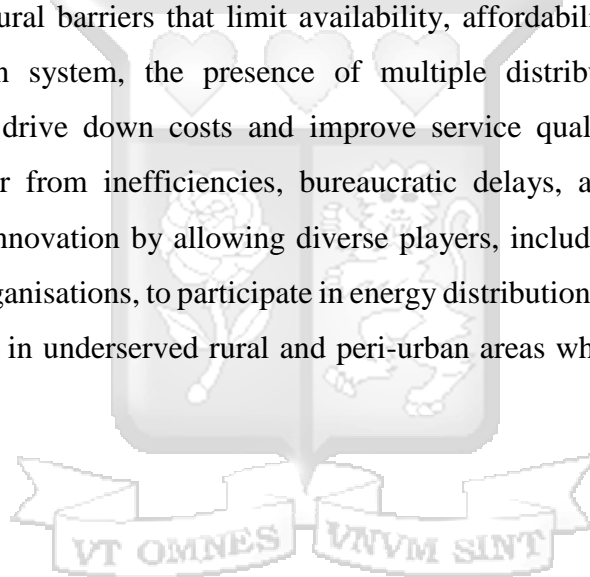 ural barriers that limit availability, affordabili
n system, the presence of multiple distribu
drive down costs and improve service qual
r from inefficiencies, bureaucratic delays, a
nnovation by allowing diverse players, includ
ganisations, to participate in energy distribution
in underserved rural and peri-urban areas wh
VT OMNES VNVM SINT